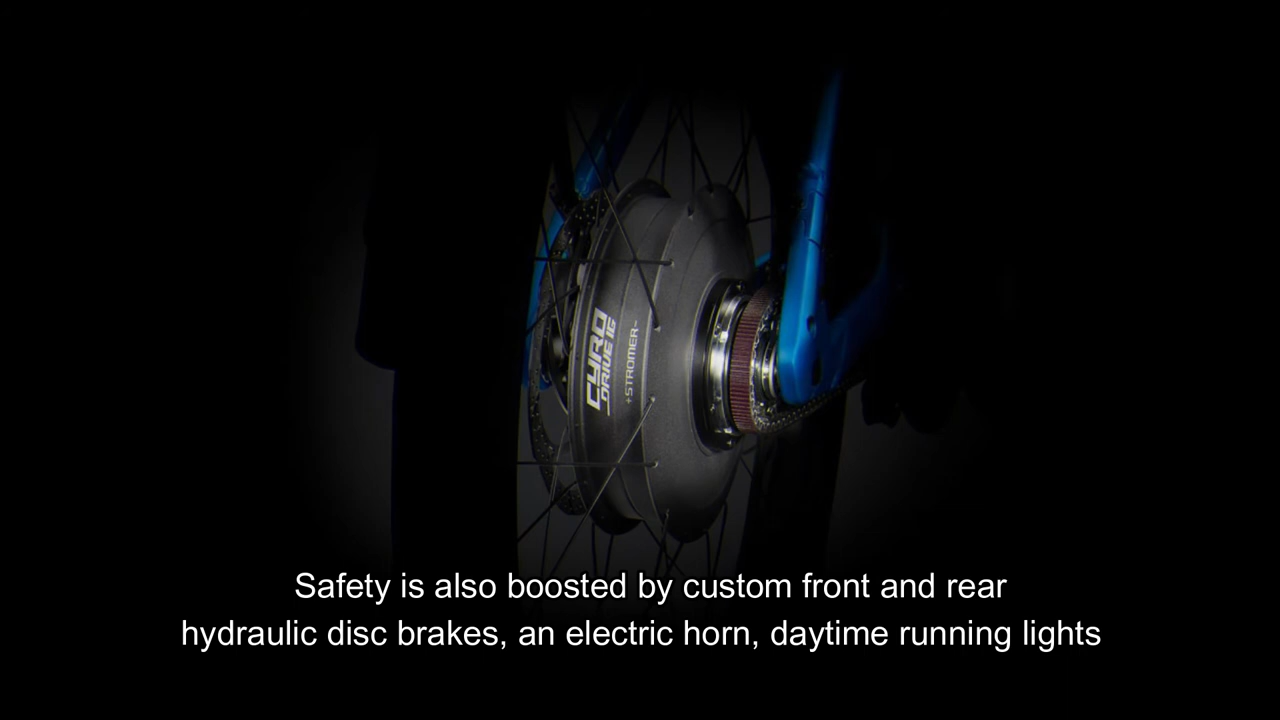 CYRO
DRIVE IG
+STROMER~
Safety is also boosted by custom front and rear
hydraulic disc brakes, an electric horn, daytime running lights